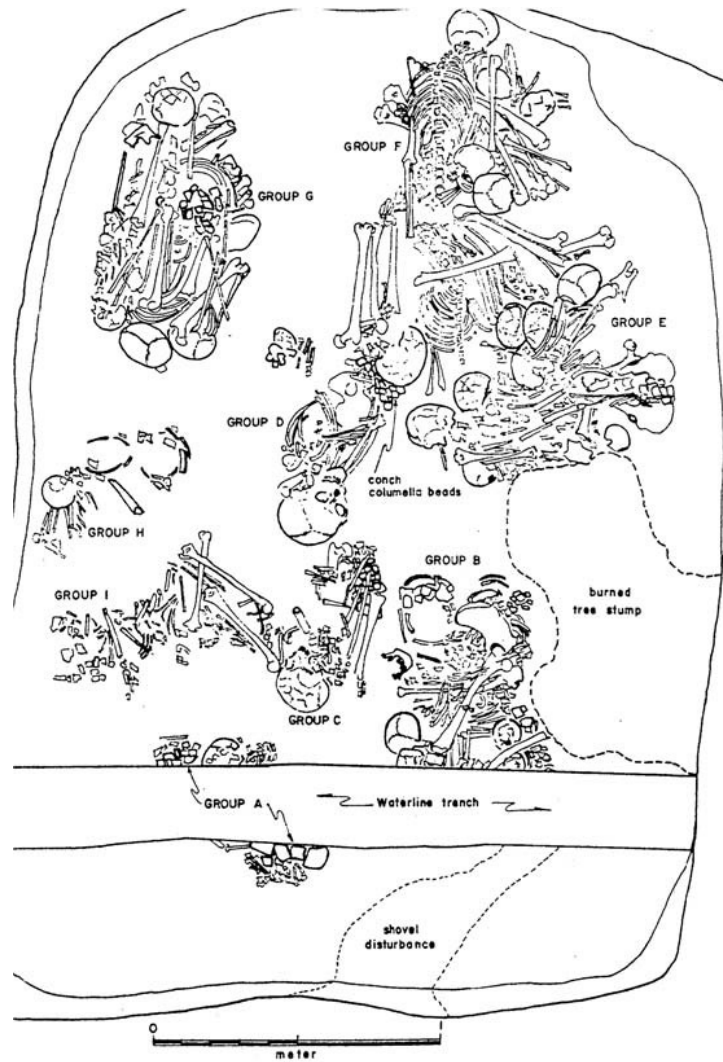 GROUP F
GROUP G
GROUP E
GROUP D
conch
columella beads
GROUP H
GROUP B
GROUP I
burned
tree stump
GROUP C
GROUP A
Waterline trench
shovel
disturbance
0
meter